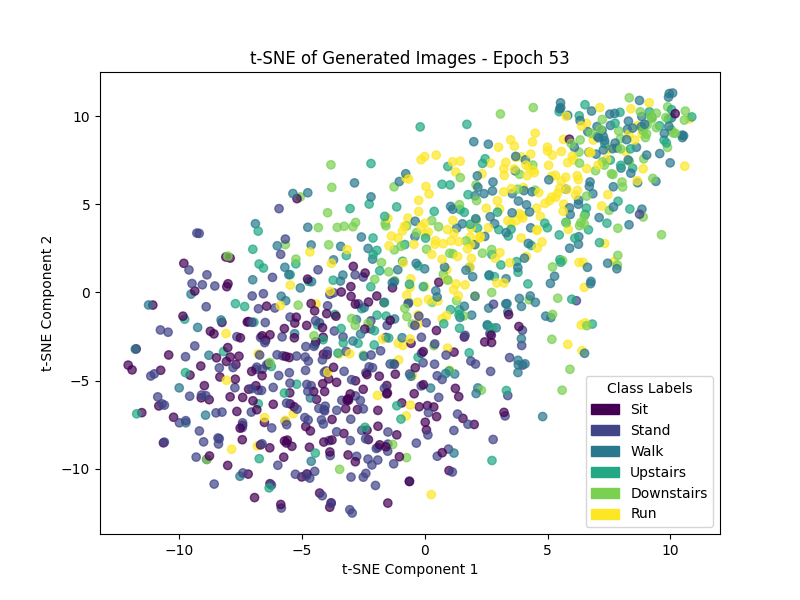 t-SNE of Generated Images - Epoch 53
10
5
0
−5
−10
t-SNE Component 2
−10
−5
0
5
10
t-SNE Component 1
Class Labels
Sit
Stand
Walk
Upstairs
Downstairs
Run